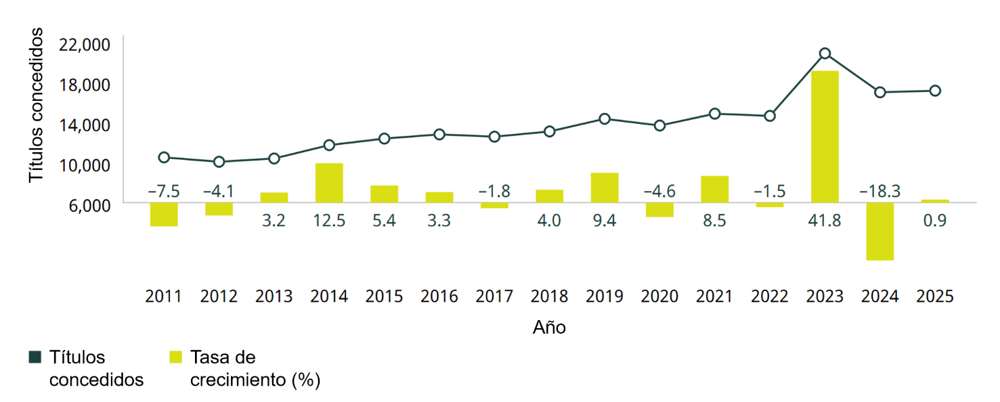 Títulos concedidos
22,000
18,000
14,000
10,000
6,000
–7.5 –4.1 –1.8 –4.6 –1.5 –18.3
3.2 12.5 5.4 3.3 4.0 9.4 8.5 41.8 0.9
2011 2012 2013 2014 2015 2016 2017 2018 2019 2020 2021 2022 2023 2024 2025
Año
Títulos
concedidos
Tasa de
crecimiento (%)